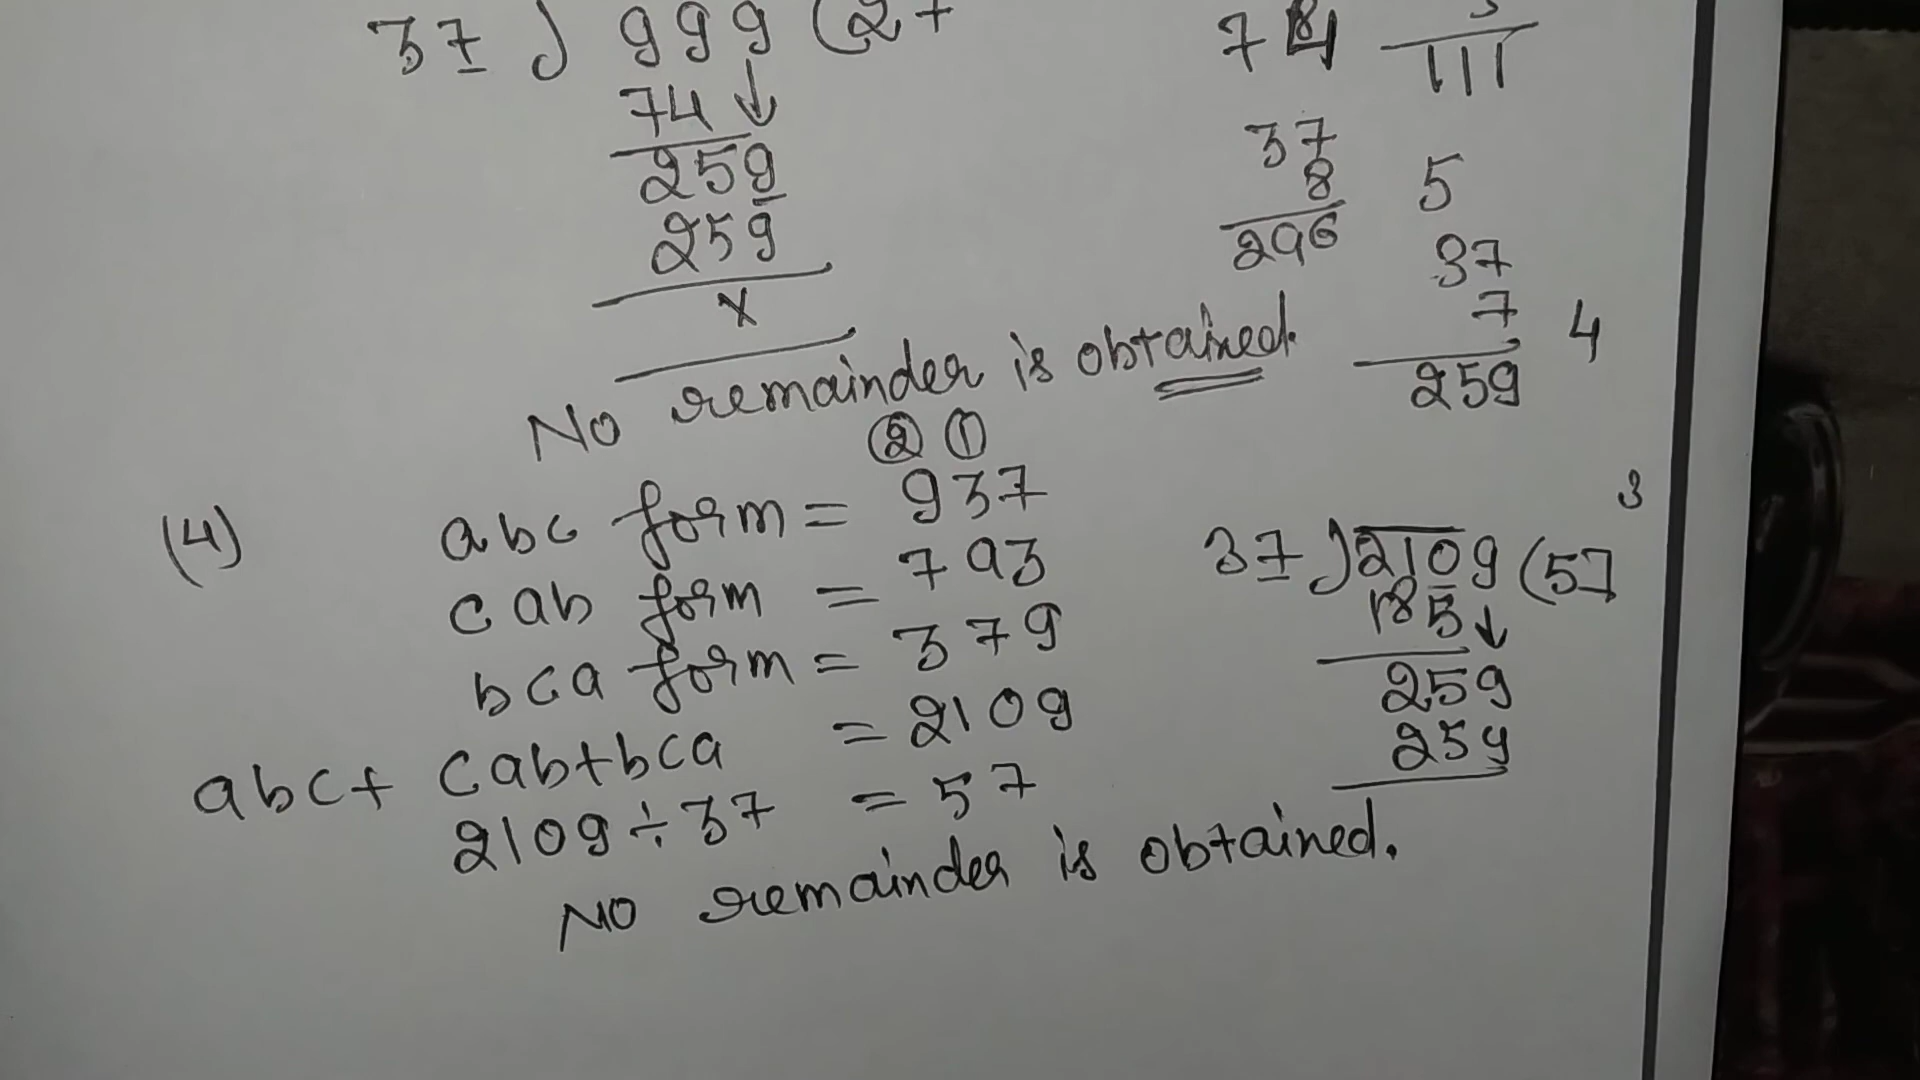 37 ) 999 (27
74 ↓
259
259
x
No remainder is obtained.
74
111
37
8
296
5
37
7
259
4
② ①
(4) abc form = 937
cab form = 793
bca form = 379
abc + cab+bca = 2109
2109 ÷ 37 = 57
No remainder is obtained.
3
37 ) 2109 (57
185 ↓
259
259